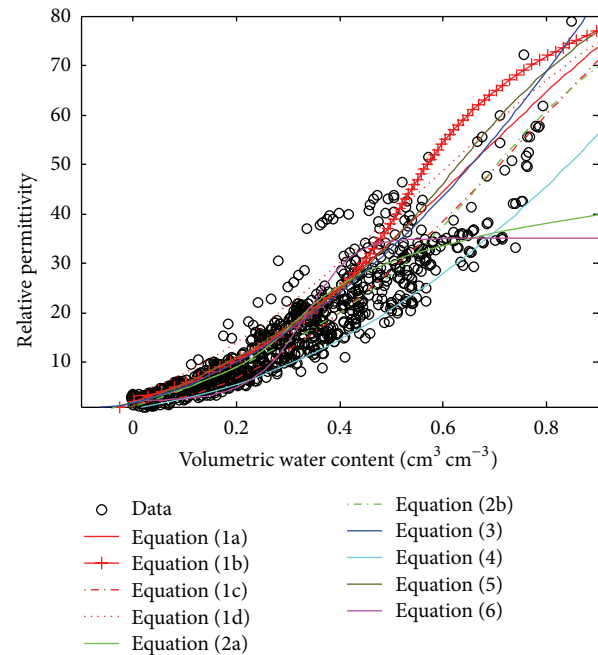 80
70
60
50
40
30
20
10
Relative permittivity
0 0.2 0.4 0.6 0.8
Volumetric water content (cm³ cm⁻³)
Data
Equation (1a)
Equation (1b)
Equation (1c)
Equation (1d)
Equation (2a)
Equation (2b)
Equation (3)
Equation (4)
Equation (5)
Equation (6)